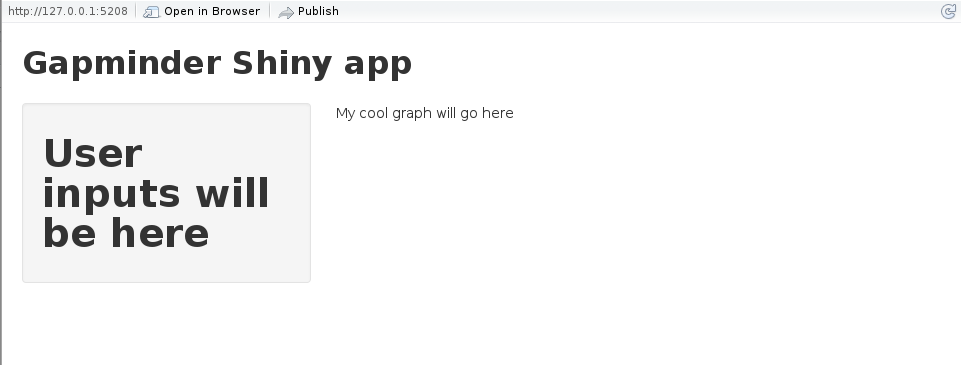 http://127.0.0.1:5208 Open in Browser Publish
Gapminder Shiny app
User
inputs will
be here
My cool graph will go here